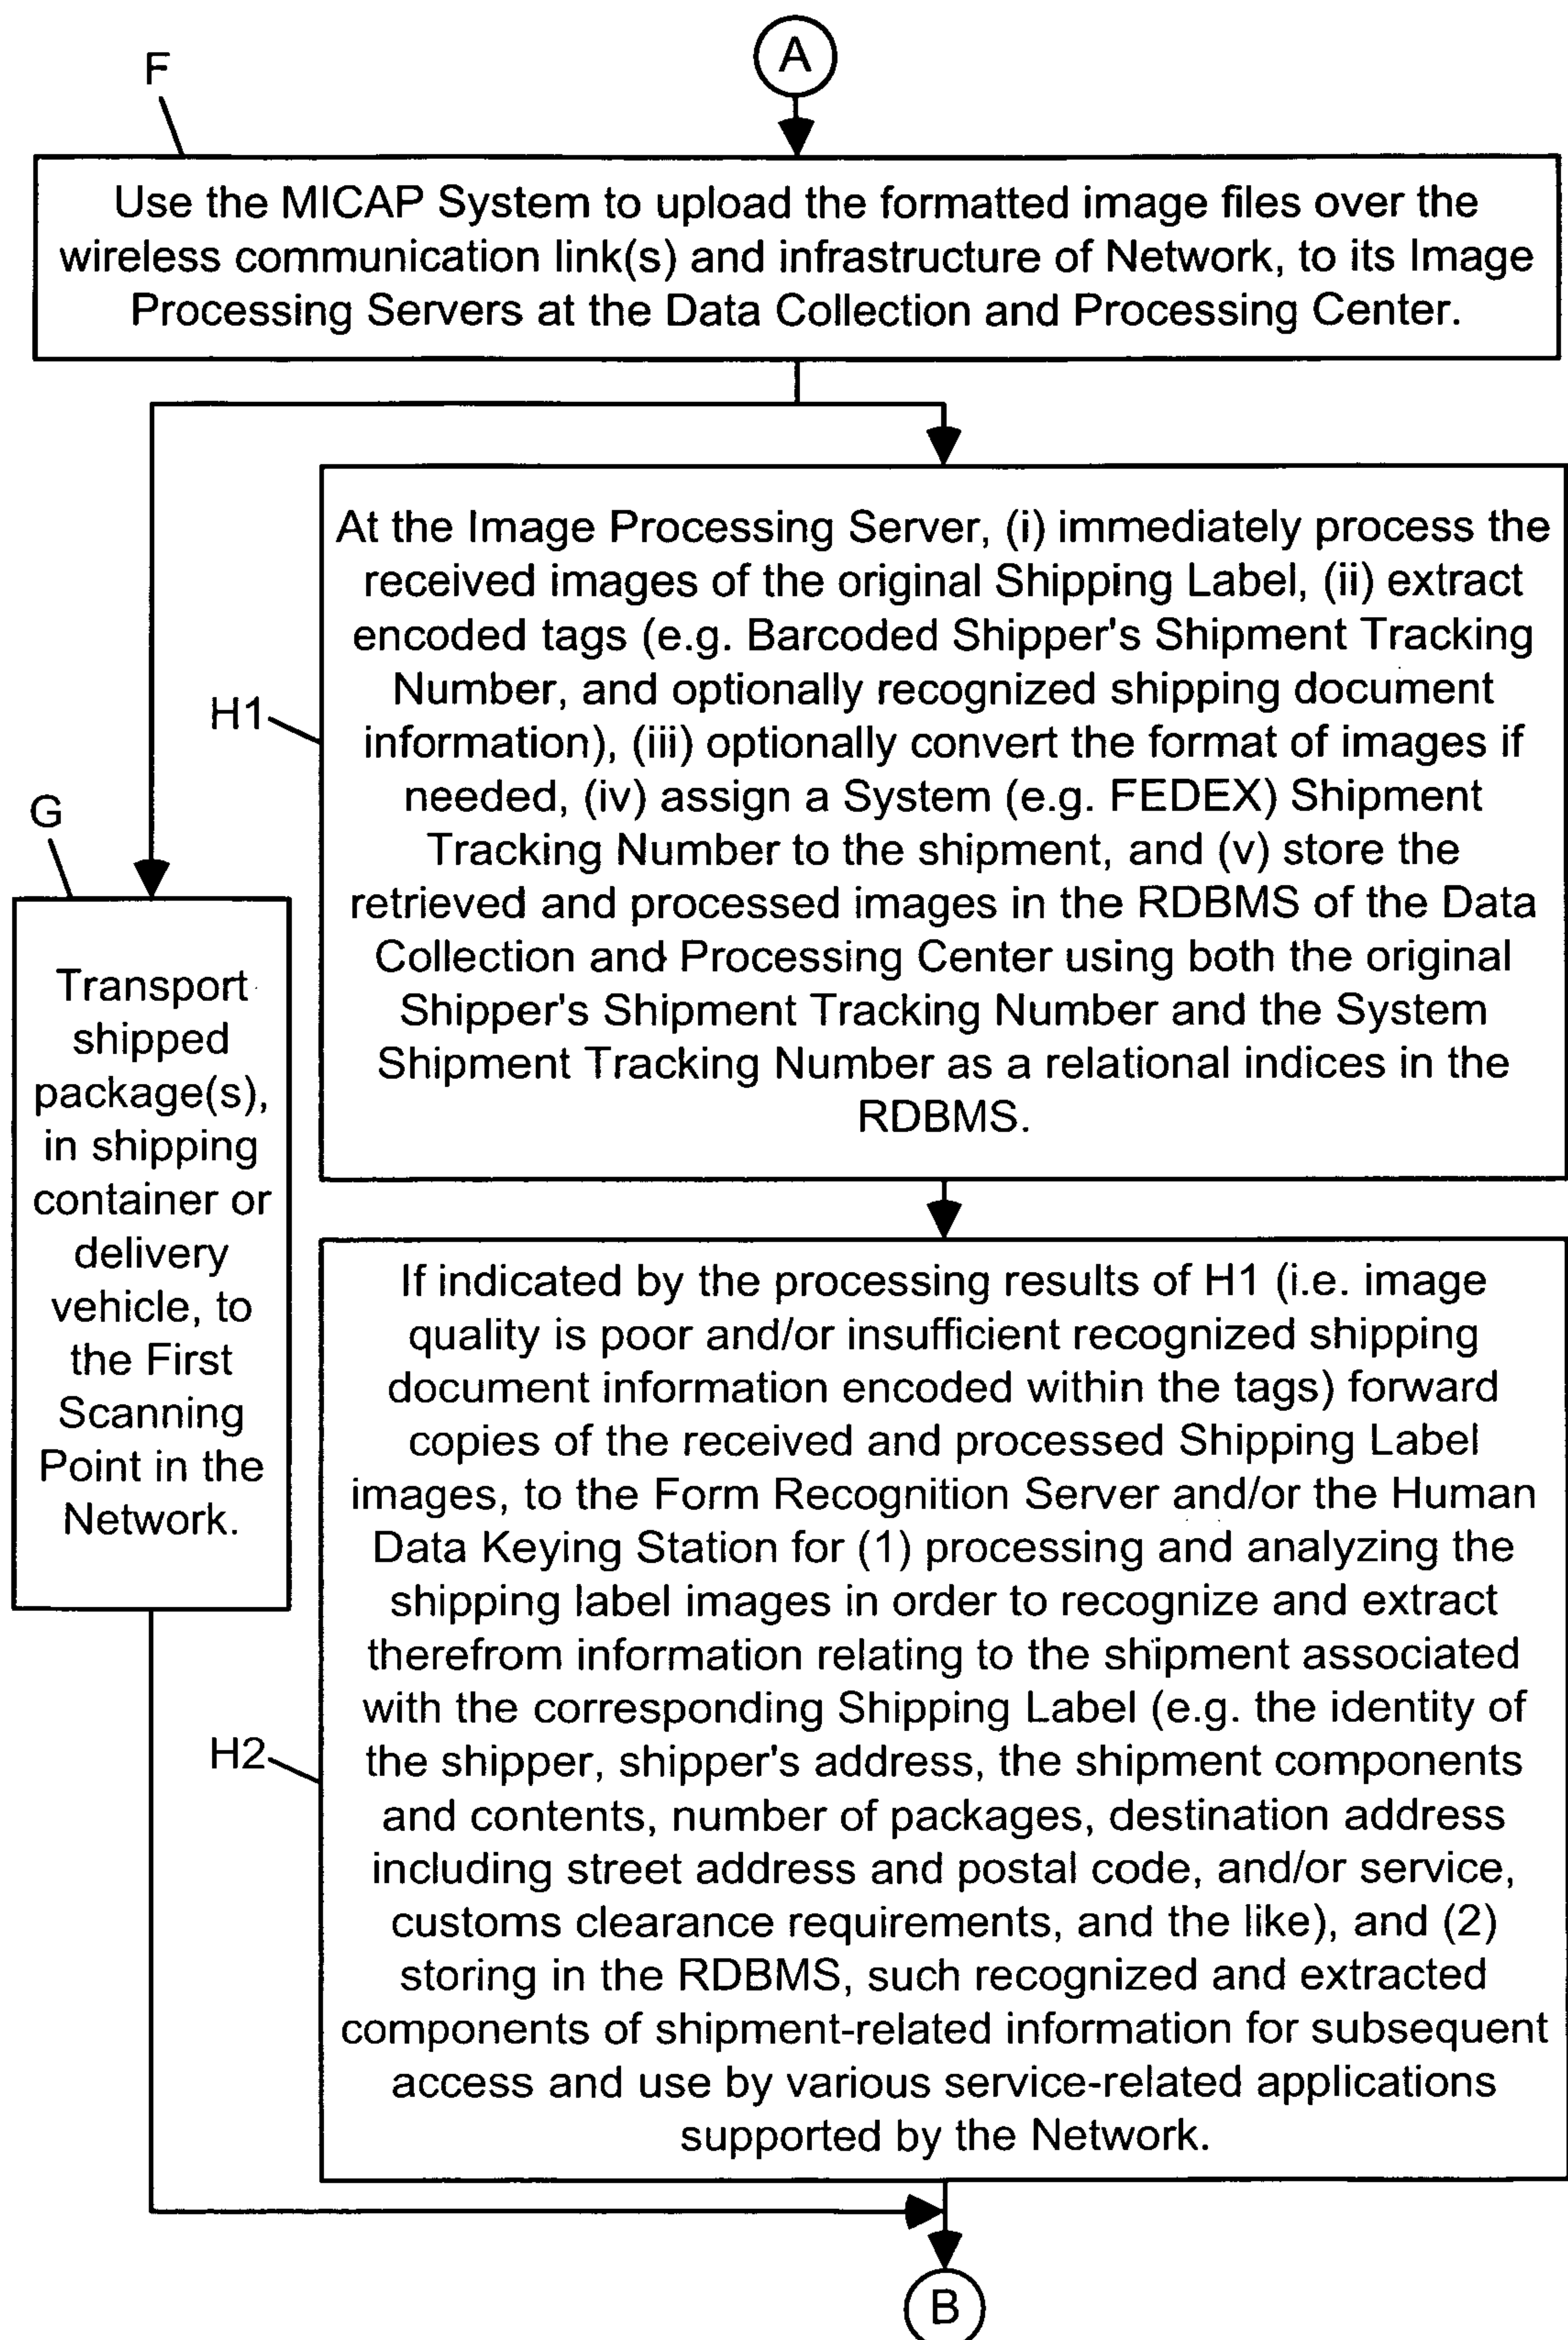 A
F
Use the MICAP System to upload the formatted image files over the
wireless communication link(s) and infrastructure of Network, to its Image
Processing Servers at the Data Collection and Processing Center.
H1
At the Image Processing Server, (i) immediately process the
received images of the original Shipping Label, (ii) extract
encoded tags (e.g. Barcoded Shipper's Shipment Tracking
Number, and optionally recognized shipping document
information), (iii) optionally convert the format of images if
needed, (iv) assign a System (e.g. FEDEX) Shipment
Tracking Number to the shipment, and (v) store the
retrieved and processed images in the RDBMS of the Data
Collection and Processing Center using both the original
Shipper's Shipment Tracking Number and the System
Shipment Tracking Number as a relational indices in the
RDBMS.
G
Transport
shipped
package(s),
in shipping
container or
delivery
vehicle, to
the First
Scanning
Point in the
Network.
H2
If indicated by the processing results of H1 (i.e. image
quality is poor and/or insufficient recognized shipping
document information encoded within the tags) forward
copies of the received and processed Shipping Label
images, to the Form Recognition Server and/or the Human
Data Keying Station for (1) processing and analyzing the
shipping label images in order to recognize and extract
therefrom information relating to the shipment associated
with the corresponding Shipping Label (e.g. the identity of
the shipper, shipper's address, the shipment components
and contents, number of packages, destination address
including street address and postal code, and/or service,
customs clearance requirements, and the like), and (2)
storing in the RDBMS, such recognized and extracted
components of shipment-related information for subsequent
access and use by various service-related applications
supported by the Network.
B